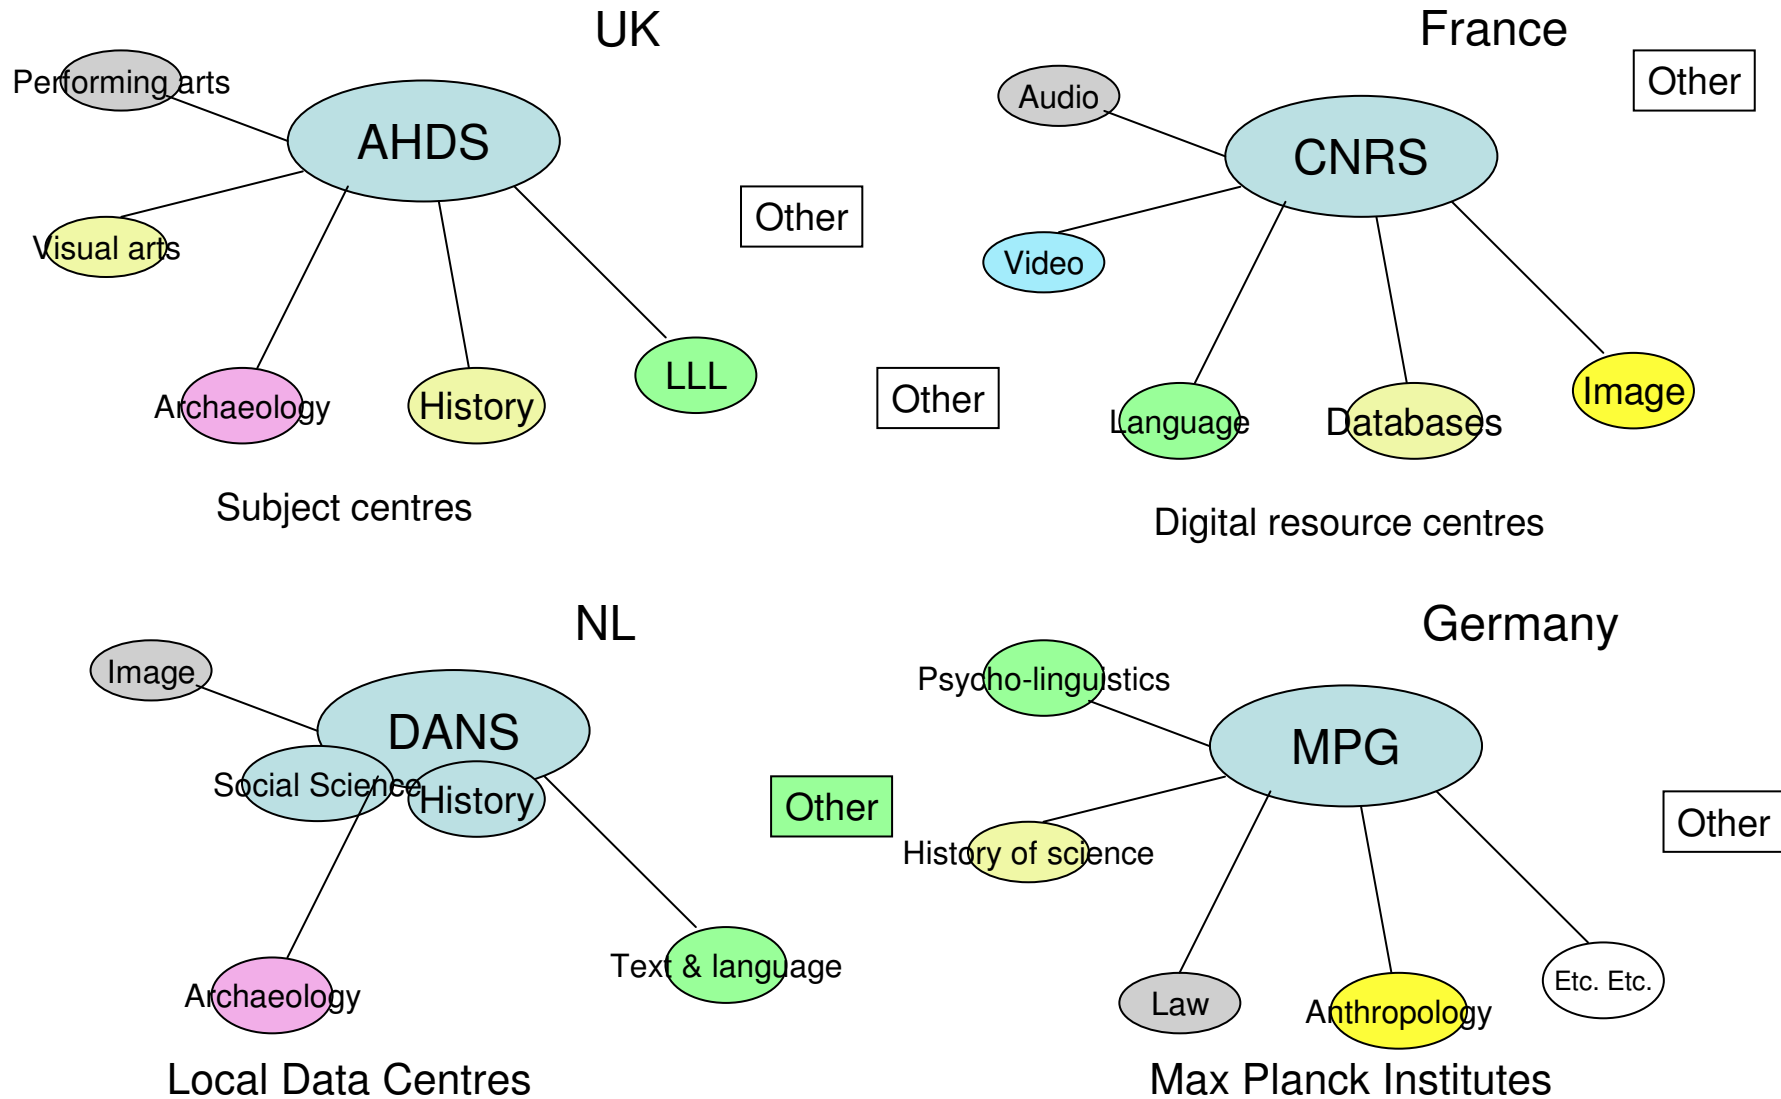 UK
Performing arts
AHDS
Other
Visual arts
LLL
Archaeology
History
Other
Subject centres
France
Other
Audio
CNRS
Video
Image
Language
Databases
Digital resource centres
NL
Image
DANS
Social Science
History
Other
Text & language
Archaeology
Local Data Centres
Germany
Psycho-linguistics
MPG
Other
History of science
Etc. Etc.
Law
Anthropology
Max Planck Institutes